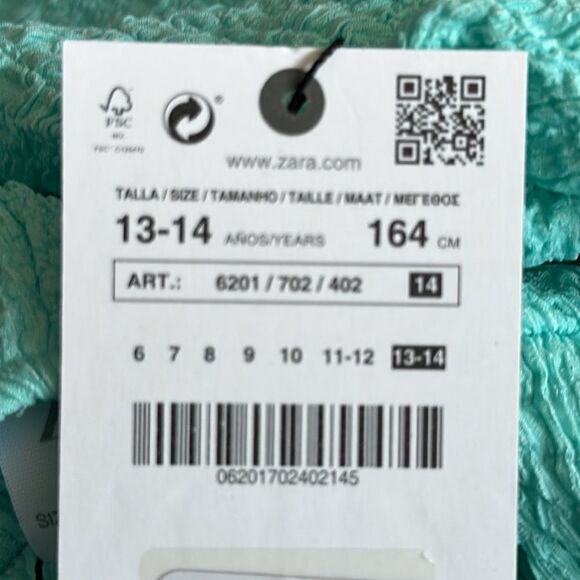 FSC
www.zara.com
TALLA / SIZE / TAMANHO / TAILLE / MAAT / ΜΕΓΕΘΟΣ
13-14 AÑOS/YEARS 164 CM
ART.: 6201 / 702 / 402 14
6 7 8 9 10 11-12 13-14
06201702402145